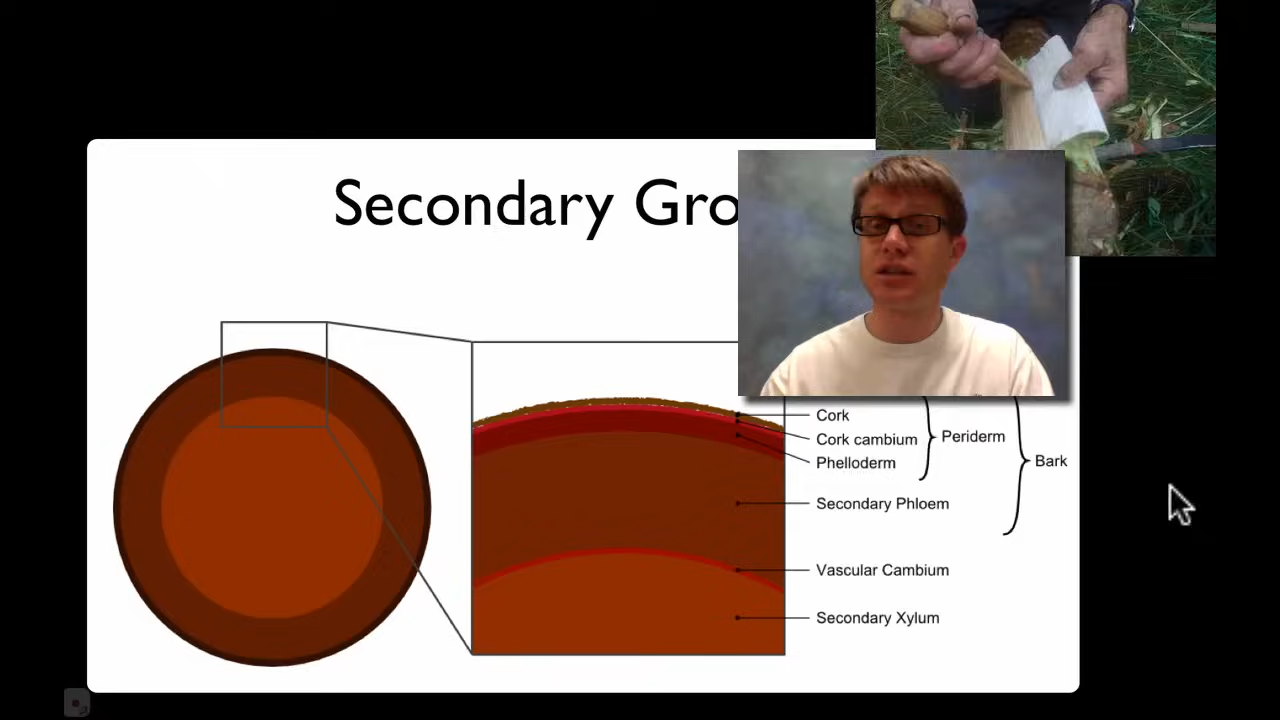 Secondary Gro
Cork
Cork cambium
Phelloderm
Periderm
Bark
Secondary Phloem
Vascular Cambium
Secondary Xylum